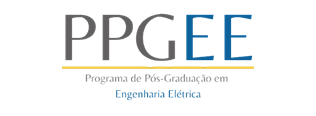 PPGEE
Programa de Pós-Graduação em
Engenharia Elétrica